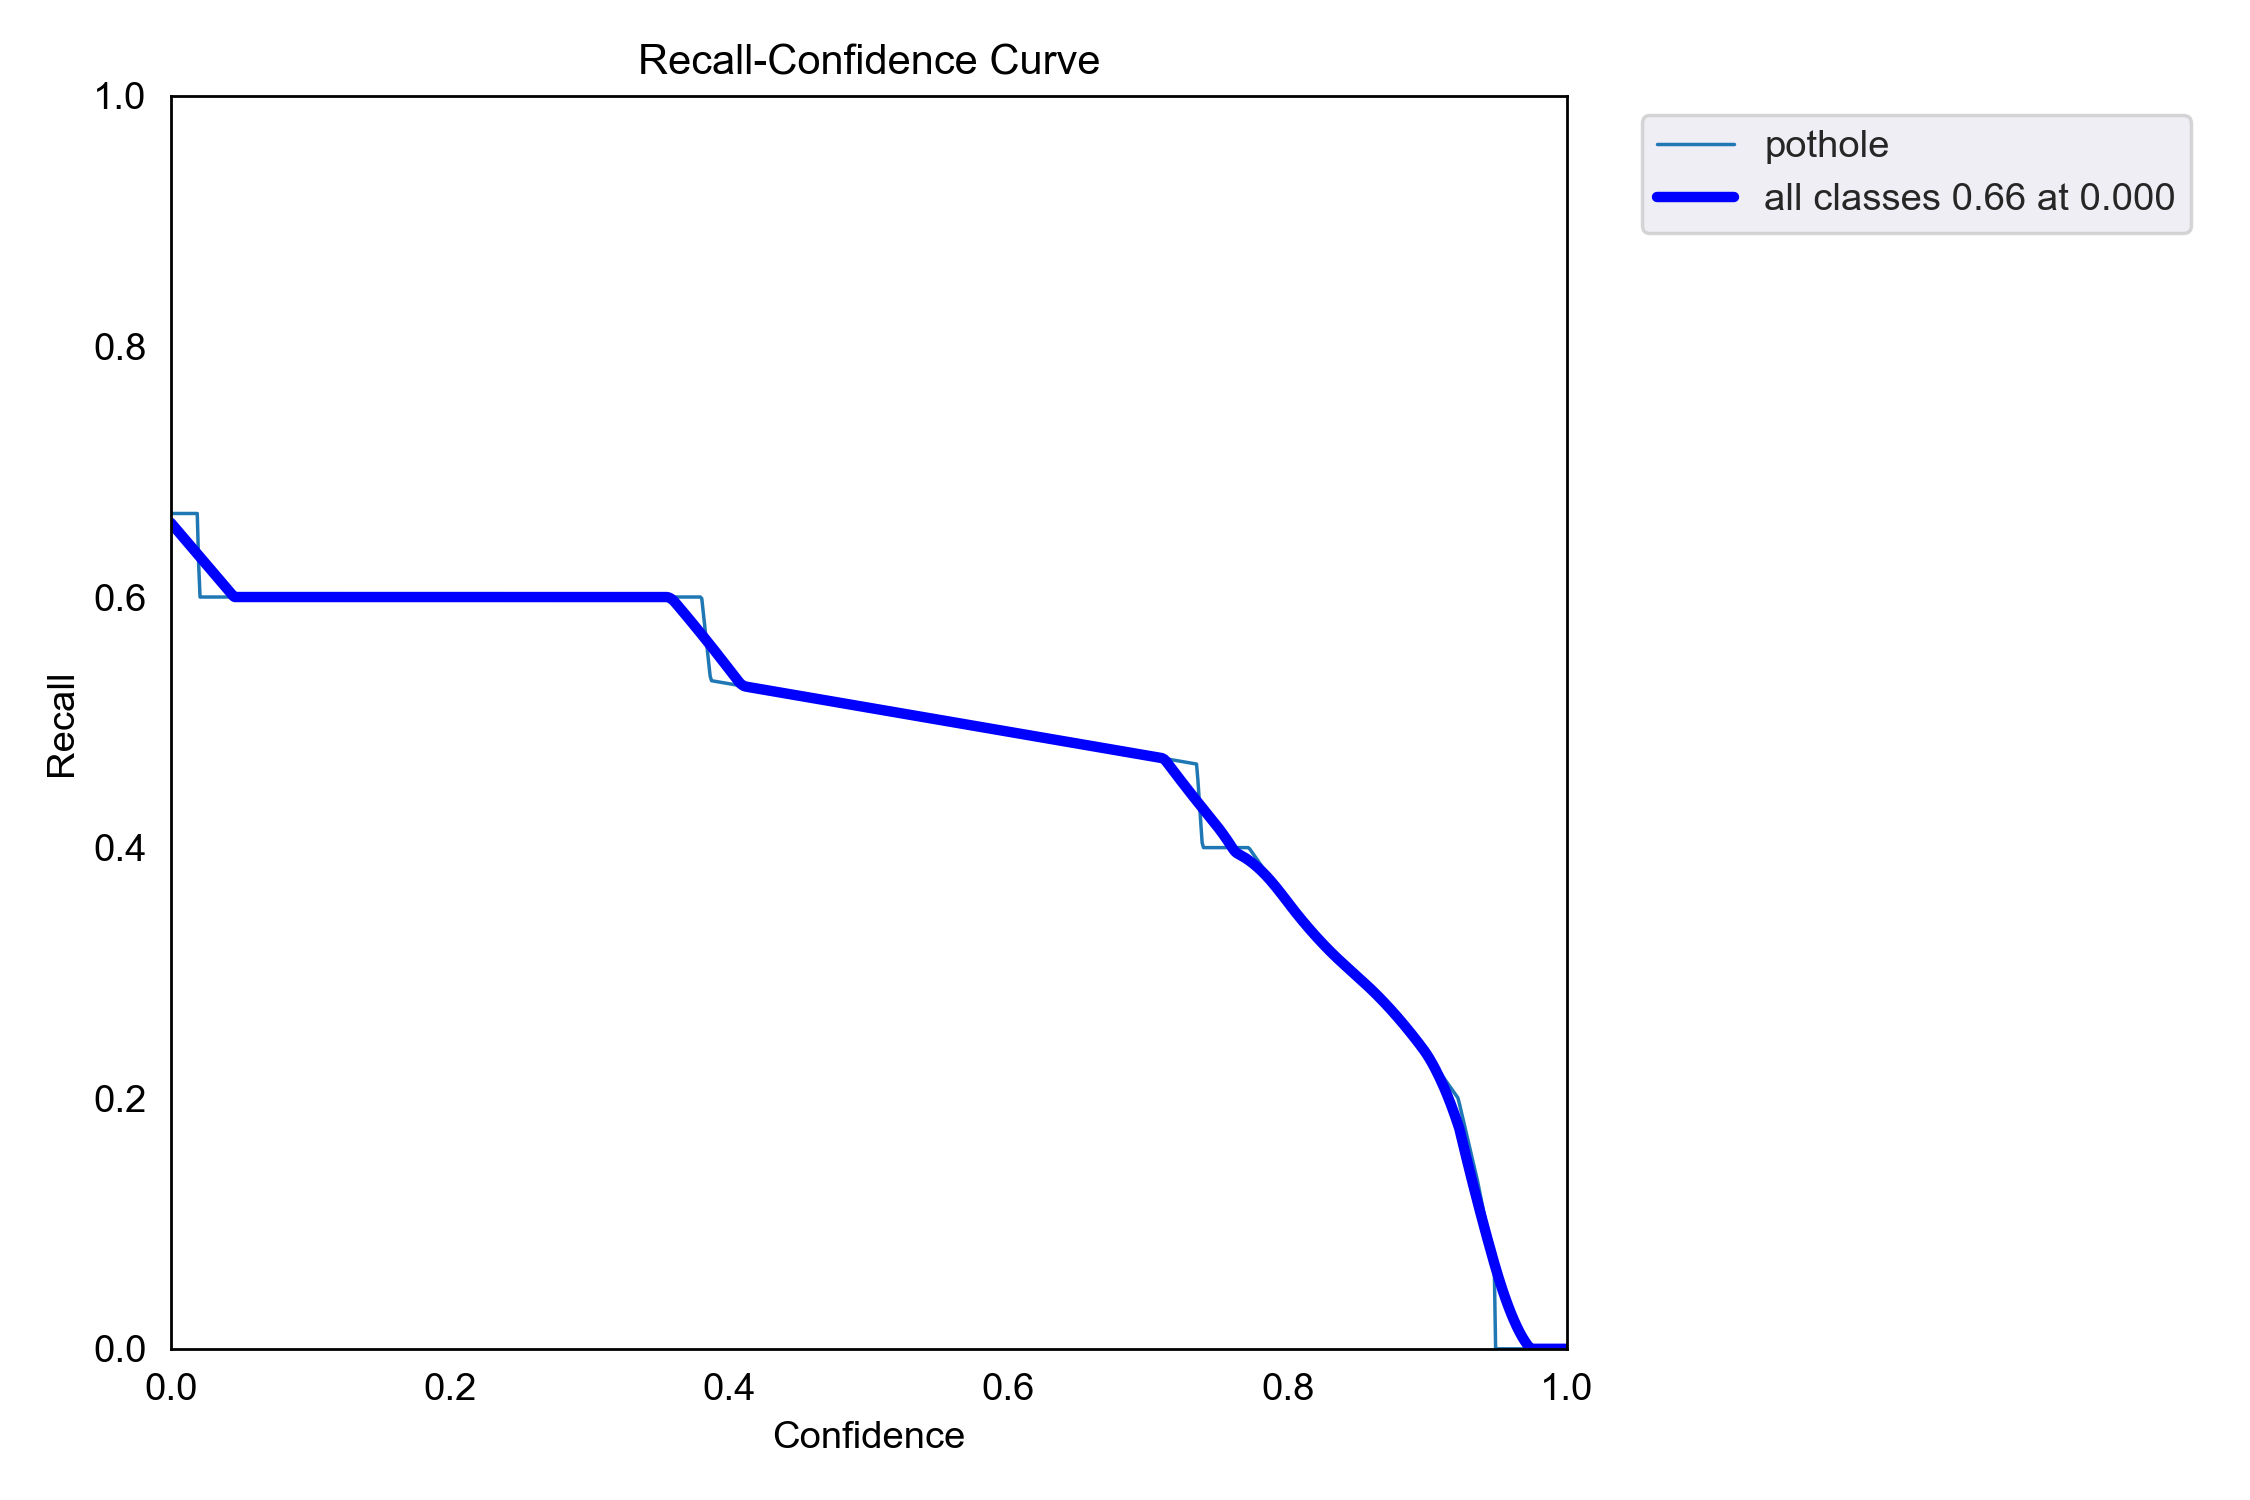 Recall-Confidence Curve
1.0
0.8
0.6
0.4
0.2
0.0
Recall
0.0 0.2 0.4 0.6 0.8 1.0
Confidence
pothole
all classes 0.66 at 0.000